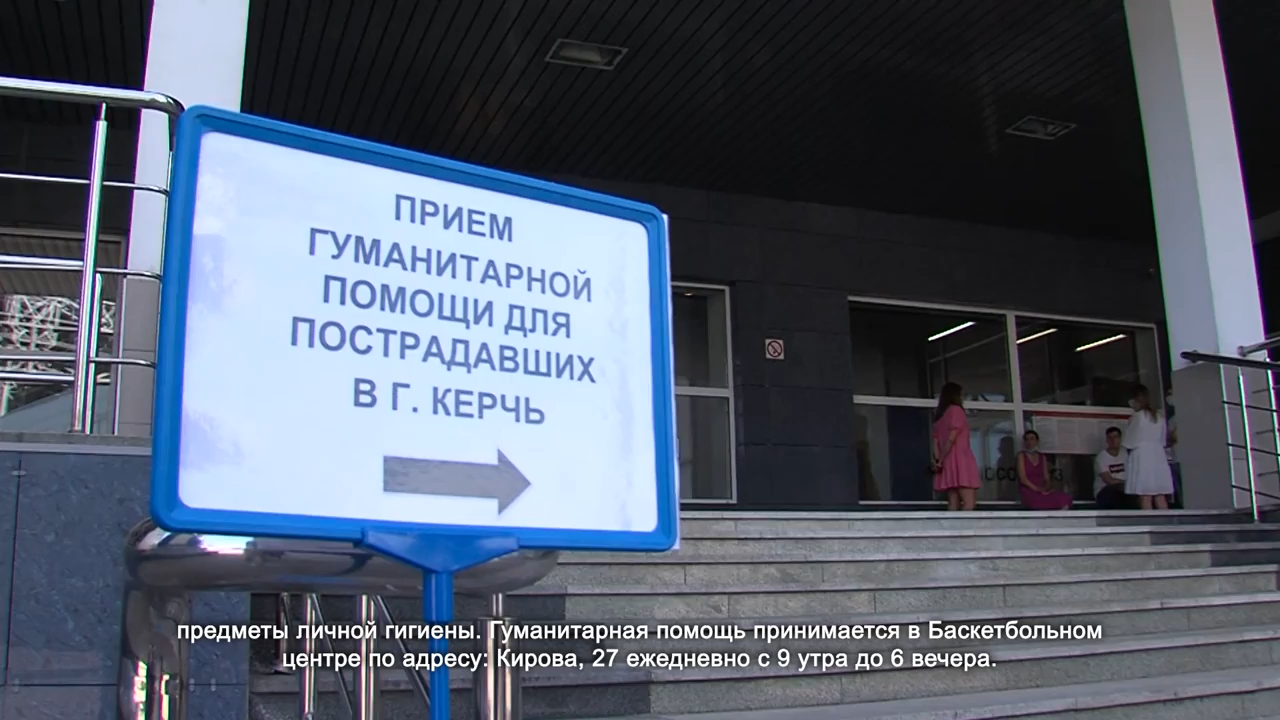 ПРИЕМ
ГУМАНИТАРНОЙ
ПОМОЩИ ДЛЯ
ПОСТРАДАВШИХ
В Г. КЕРЧЬ
предметы личной гигиены. Гуманитарная помощь принимается в Баскетбольном
центре по адресу: Кирова, 27 ежедневно с 9 утра до 6 вечера.